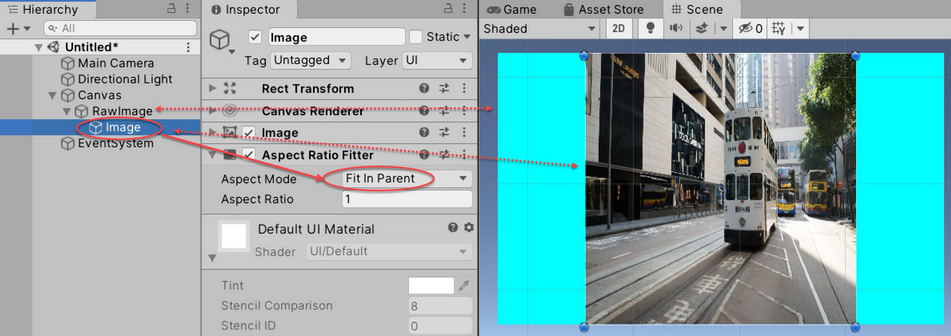 Hierarchy
All
Untitled*
Main Camera
Directional Light
Canvas
RawImage
Image
EventSystem
Inspector
Image
Static
Tag Untagged Layer UI
Rect Transform
Canvas Renderer
Image
Aspect Ratio Fitter
Aspect Mode Fit In Parent
Aspect Ratio 1
Default UI Material
Shader UI/Default
Tint
Stencil Comparison 8
Stencil ID 0
Game Asset Store Scene
Shaded 2D 0